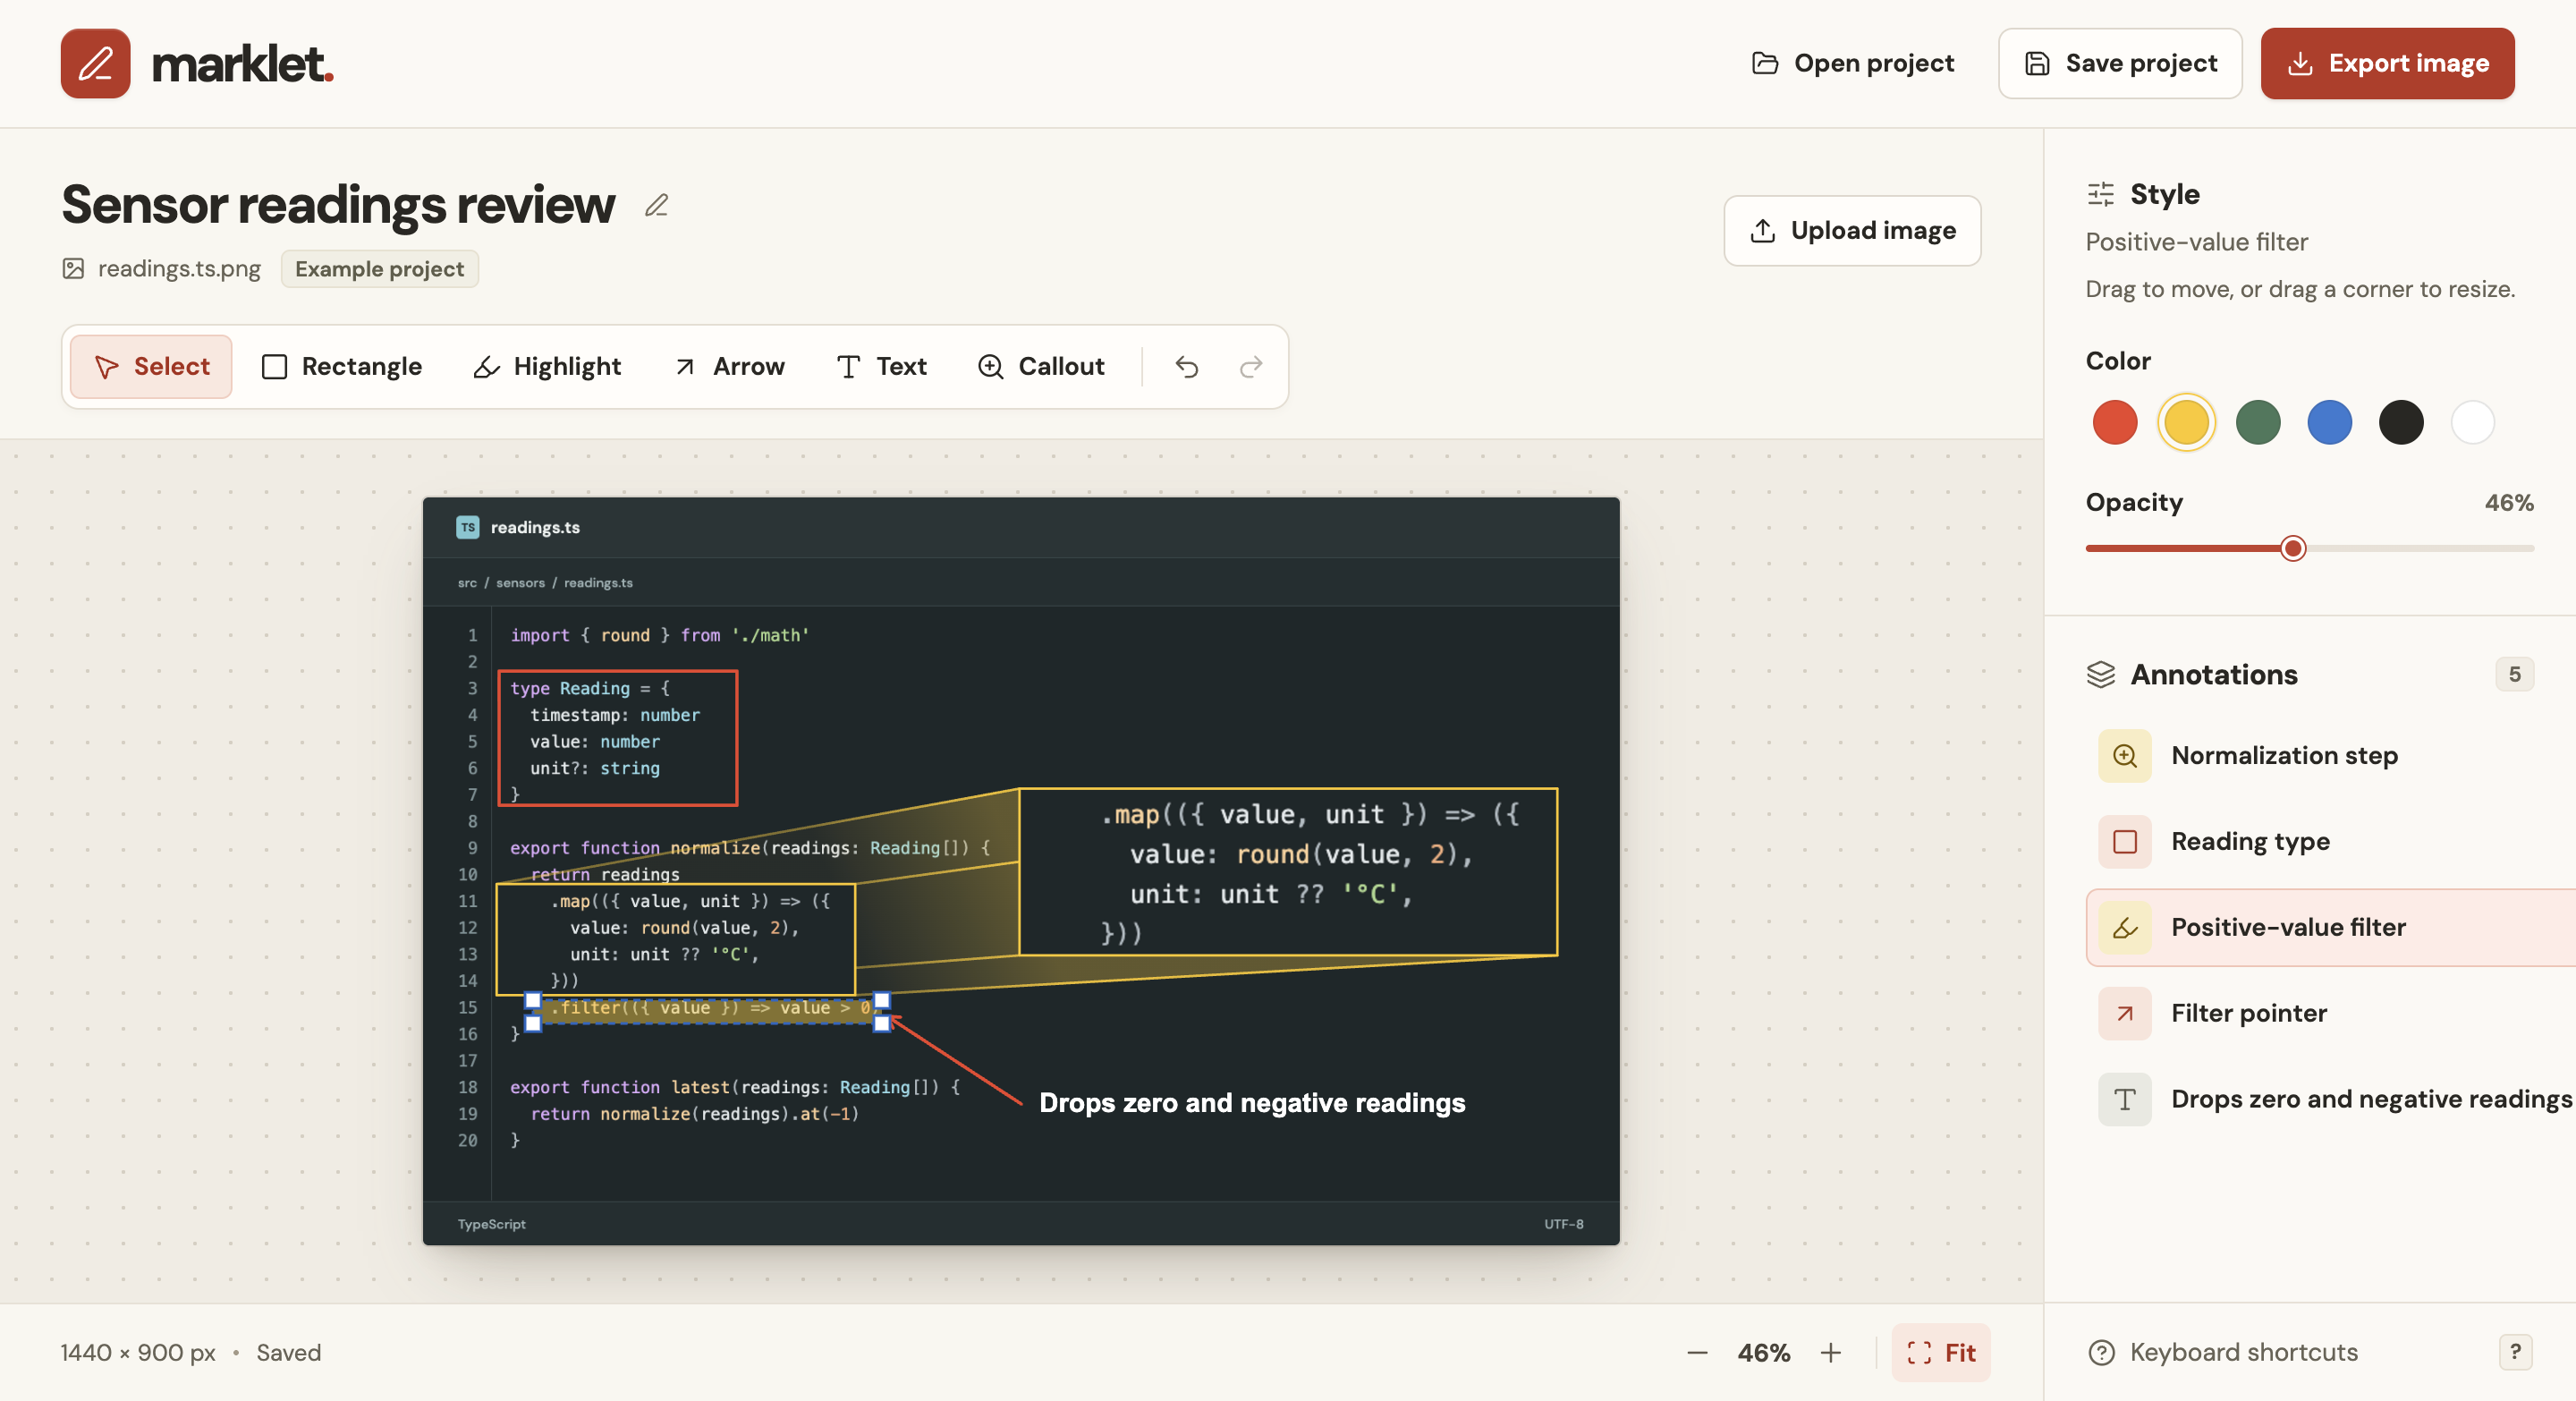 marklet.
Open project
Save project
Export image
Sensor readings review
readings.ts.png
Example project
Upload image
Select
Rectangle
Highlight
Arrow
Text
Callout
TS readings.ts
src / sensors / readings.ts
1 import { round } from './math'
2
3 type Reading = {
4 timestamp: number
5 value: number
6 unit?: string
7 }
8
9 export function normalize(readings: Reading[]) {
10 return readings
11 .map(({ value, unit }) => ({
12 value: round(value, 2),
13 unit: unit ?? '°C',
14 }))
15 .filter(({ value }) => value > 0
16 }
17
18 export function latest(readings: Reading[]) {
19 return normalize(readings).at(-1)
20 }
.map(({ value, unit }) => ({
value: round(value, 2),
unit: unit ?? '°C',
}))
Drops zero and negative readings
TypeScript
UTF-8
1440 × 900 px • Saved
46%
Fit
Style
Positive-value filter
Drag to move, or drag a corner to resize.
Color
Opacity 46%
Annotations 5
Normalization step
Reading type
Positive-value filter
Filter pointer
Drops zero and negative readings
Keyboard shortcuts ?